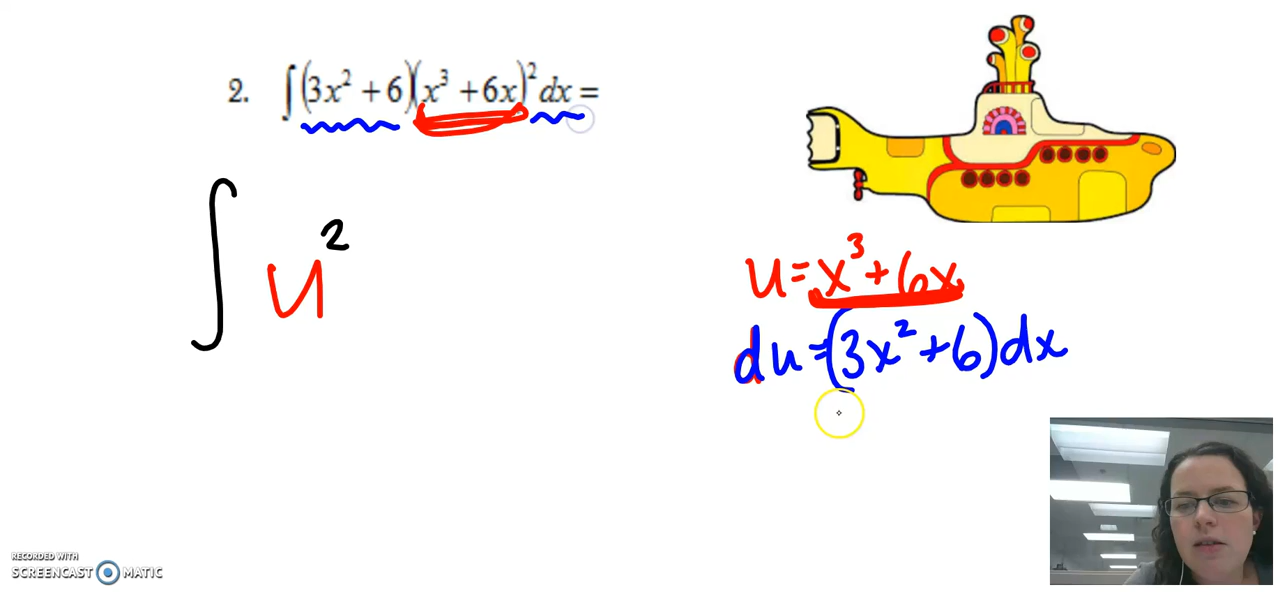 2. ∫(3x² + 6)(x³ + 6x)² dx =
∫ u²
u = x³ + 6x
du = (3x² + 6) dx
RECORDED WITH
SCREENCAST MATIC